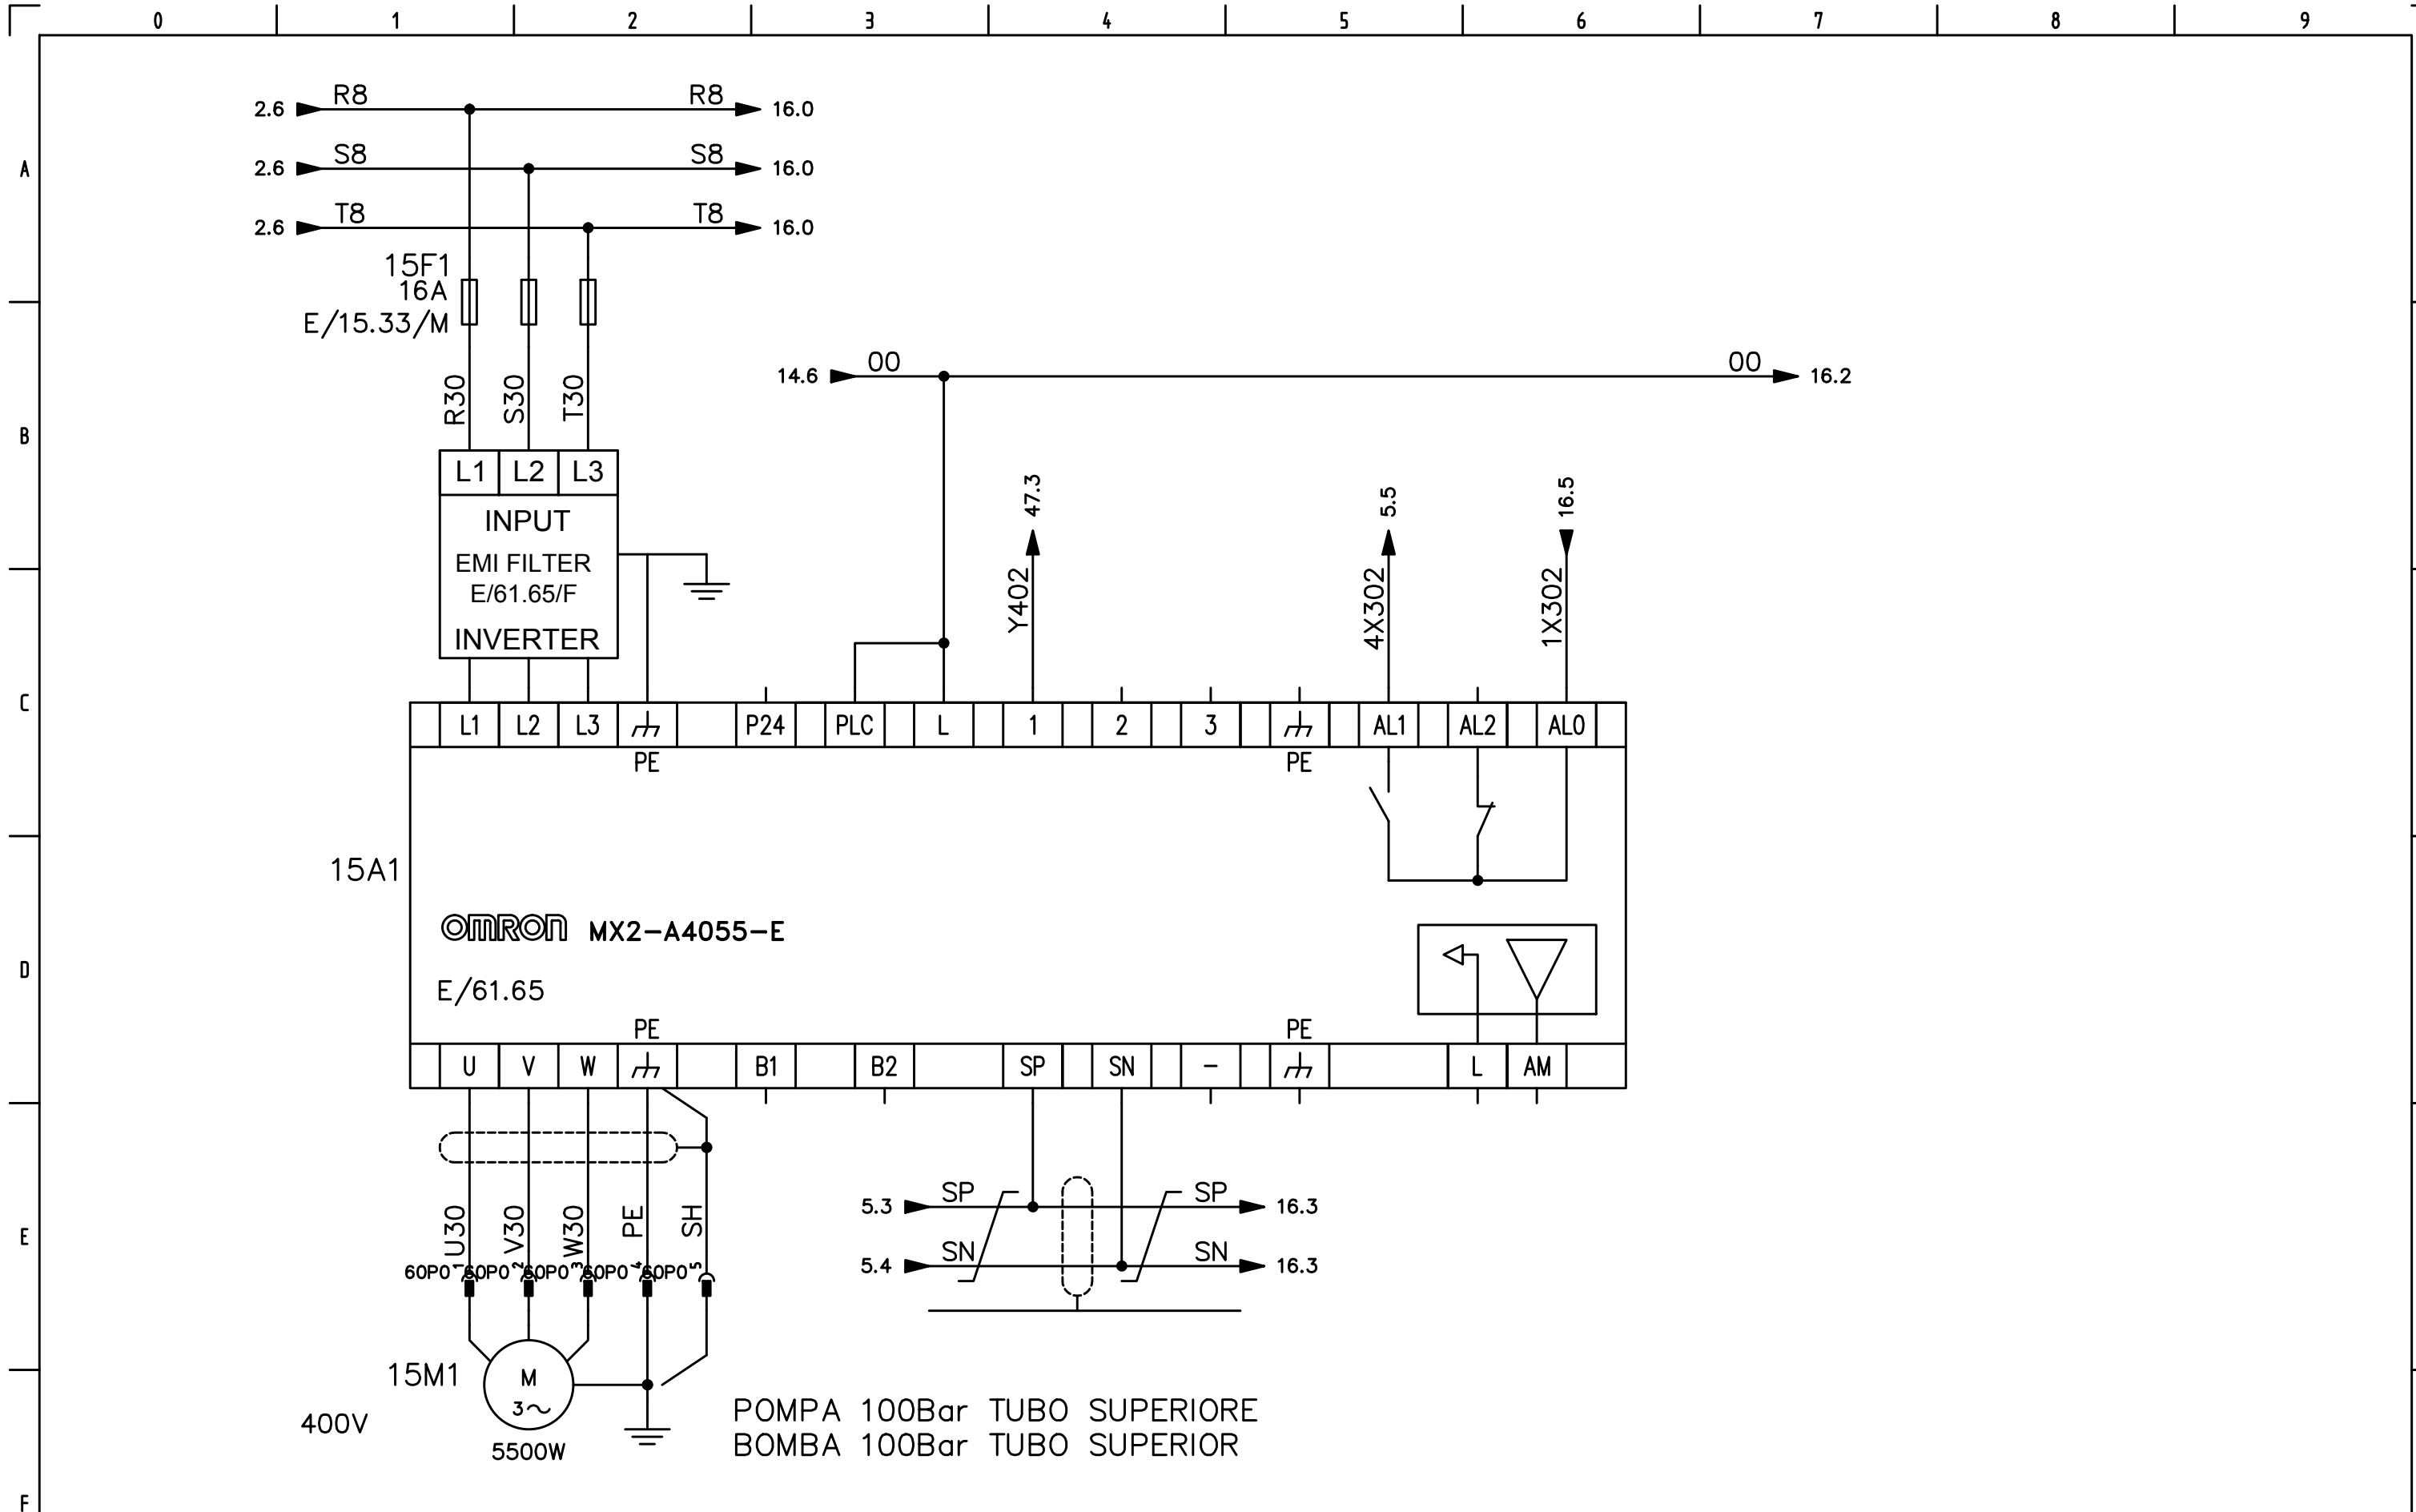 0 1 2 3 4 5 6 7 8 9
2.6 R8 R8 16.0
A 2.6 S8 S8 16.0
2.6 T8 T8 16.0
15F1
16A
E/15.33/M
14.6 00 00 16.2
R30 S30 T30
B
L1 L2 L3
47.3 5.5 16.5
INPUT
EMI FILTER
E/61.65/F
Y402 4X302 1X302
INVERTER
C
L1 L2 L3 P24 PLC L 1 2 3 AL1 AL2 AL0
PE PE
15A1
OMRON MX2-A4055-E
D
E/61.65
PE PE
U V W B1 B2 SP SN - L AM
5.3 SP SP 16.3
E
U30 V30 W30 PE SH
5.4 SN SN 16.3
60P0 1 60P0 2 60P0 3 60P0 4 60P0 5
15M1 M
3
400V
5500W
POMPA 100Bar TUBO SUPERIORE
BOMBA 100Bar TUBO SUPERIOR
F